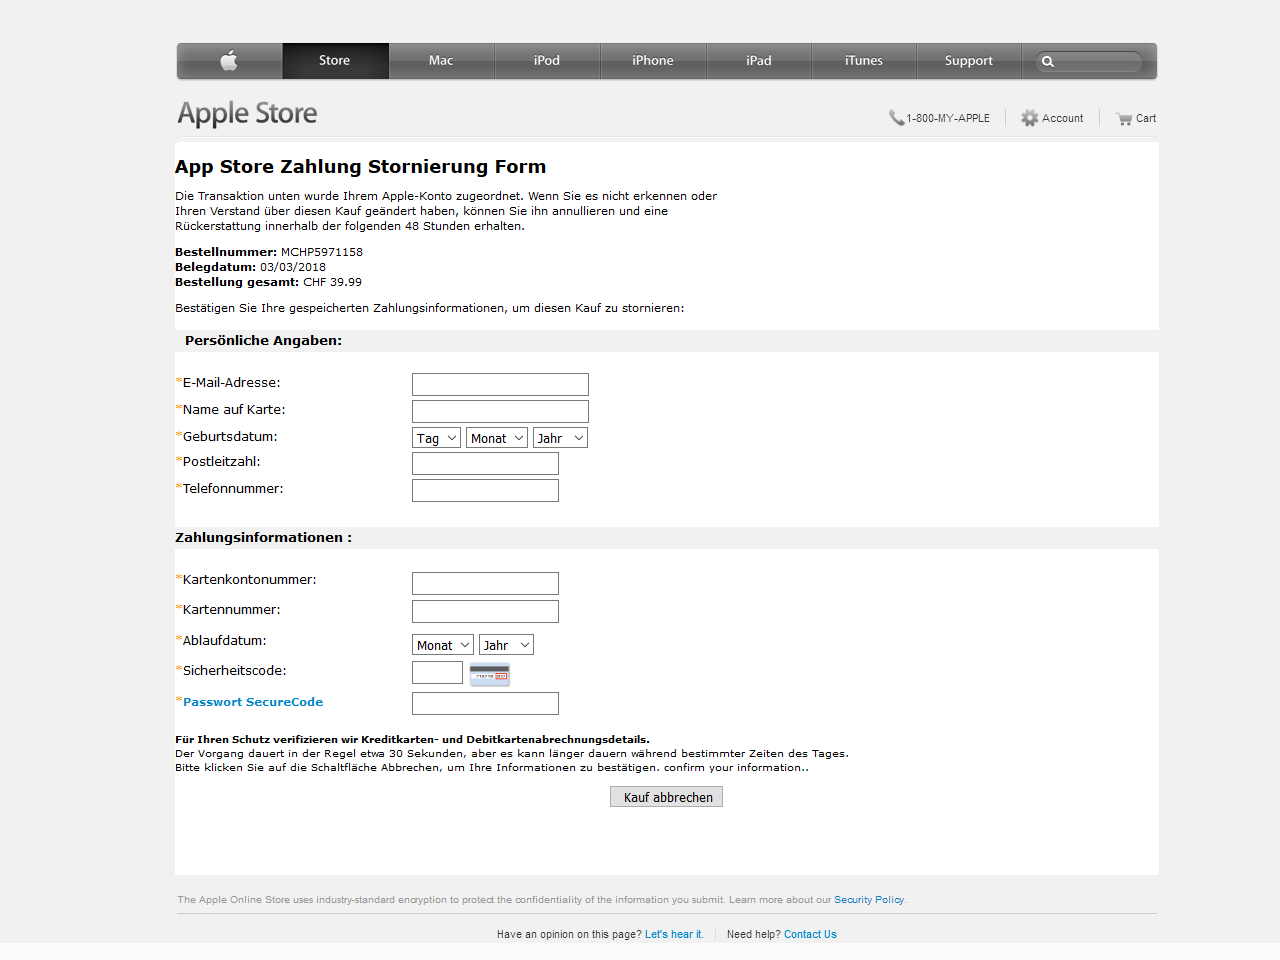 Store Mac iPod iPhone iPad iTunes Support
Apple Store
1-800-MY-APPLE Account Cart
App Store Zahlung Stornierung Form
Die Transaktion unten wurde Ihrem Apple-Konto zugeordnet. Wenn Sie es nicht erkennen oder
Ihren Verstand über diesen Kauf geändert haben, können Sie ihn annullieren und eine
Rückerstattung innerhalb der folgenden 48 Stunden erhalten.
Bestellnummer: MCHP5971158
Belegdatum: 03/03/2018
Bestellung gesamt: CHF 39.99
Bestätigen Sie Ihre gespeicherten Zahlungsinformationen, um diesen Kauf zu stornieren:
Persönliche Angaben:
*E-Mail-Adresse:
*Name auf Karte:
*Geburtsdatum: Tag Monat Jahr
*Postleitzahl:
*Telefonnummer:
Zahlungsinformationen :
*Kartenkontonummer:
*Kartennummer:
*Ablaufdatum: Monat Jahr
*Sicherheitscode:
*Passwort SecureCode
Für Ihren Schutz verifizieren wir Kreditkarten- und Debitkartenabrechnungsdetails.
Der Vorgang dauert in der Regel etwa 30 Sekunden, aber es kann länger dauern während bestimmter Zeiten des Tages.
Bitte klicken Sie auf die Schaltfläche Abbrechen, um Ihre Informationen zu bestätigen. confirm your information..
Kauf abbrechen
The Apple Online Store uses industry-standard encryption to protect the confidentiality of the information you submit. Learn more about our Security Policy.
Have an opinion on this page? Let's hear it. Need help? Contact Us